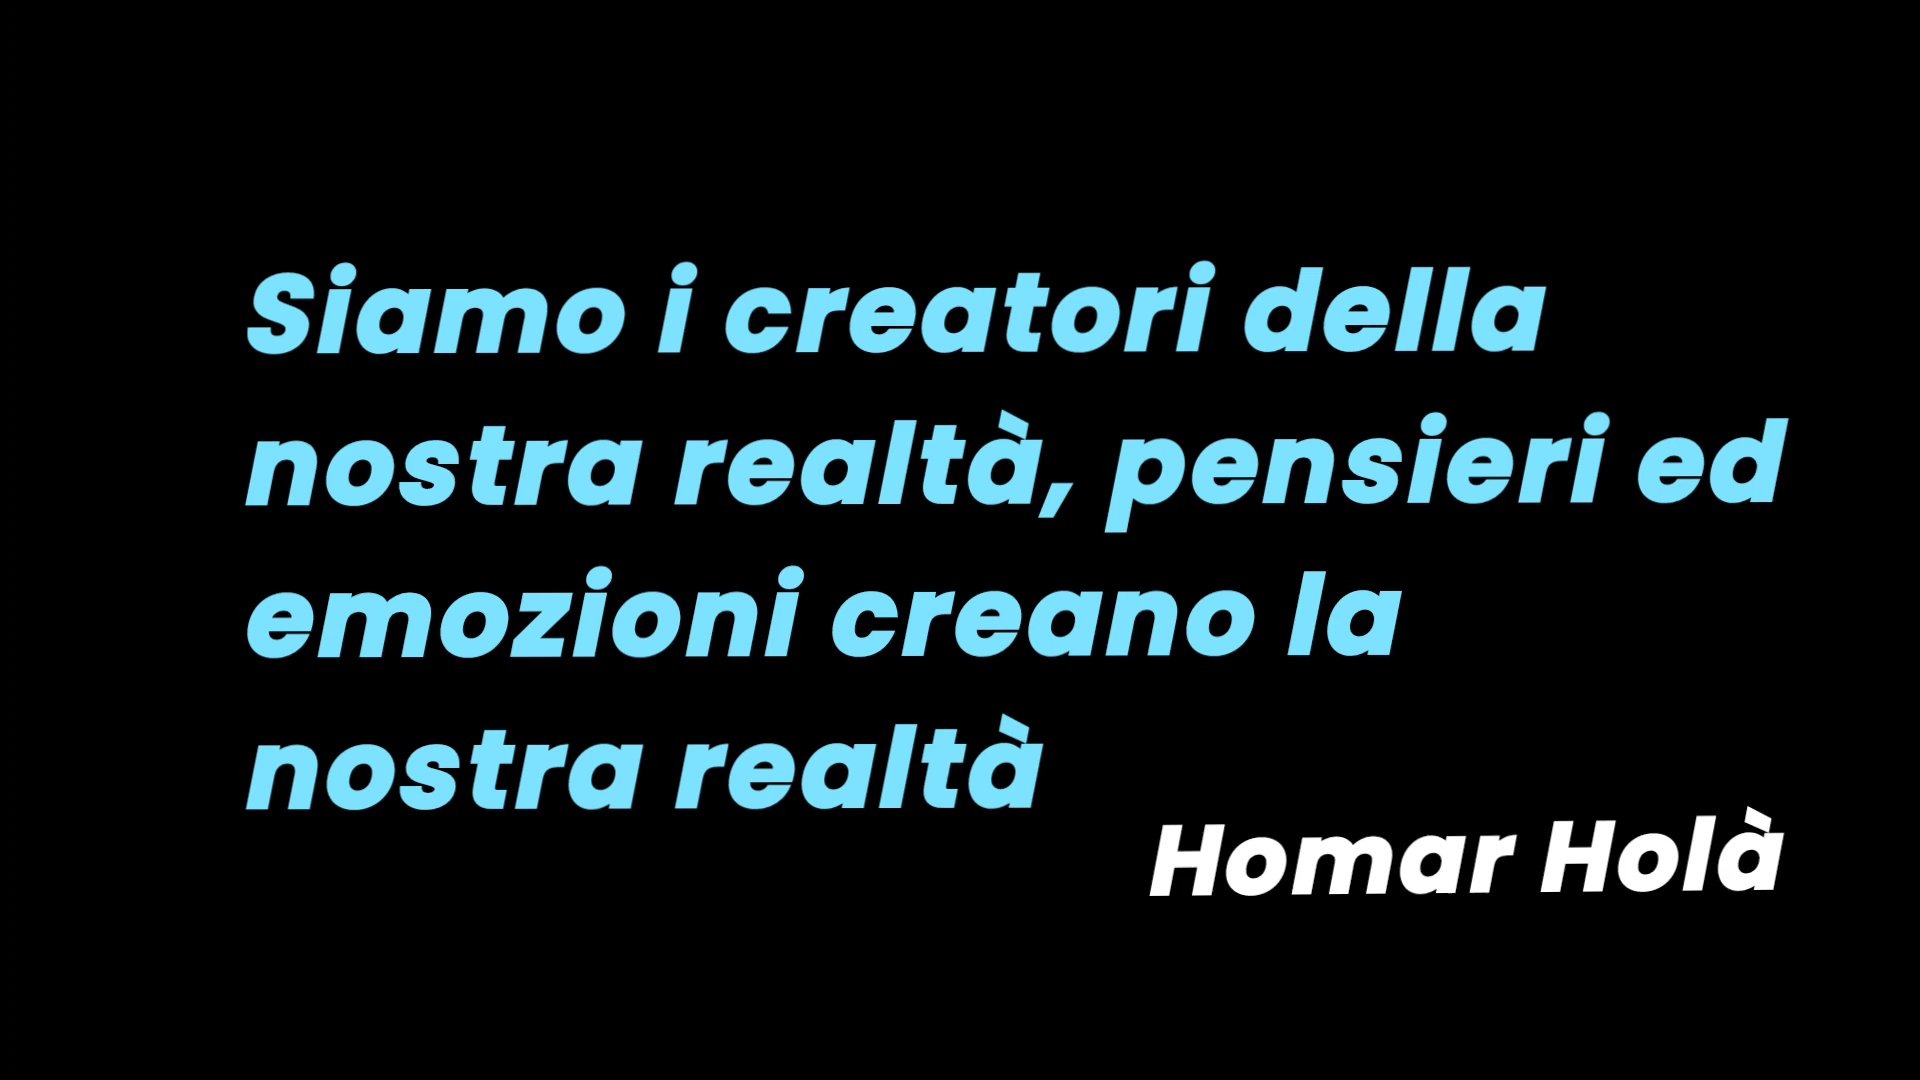 Siamo i creatori della
nostra realtà, pensieri ed
emozioni creano la
nostra realtà
Homar Holà